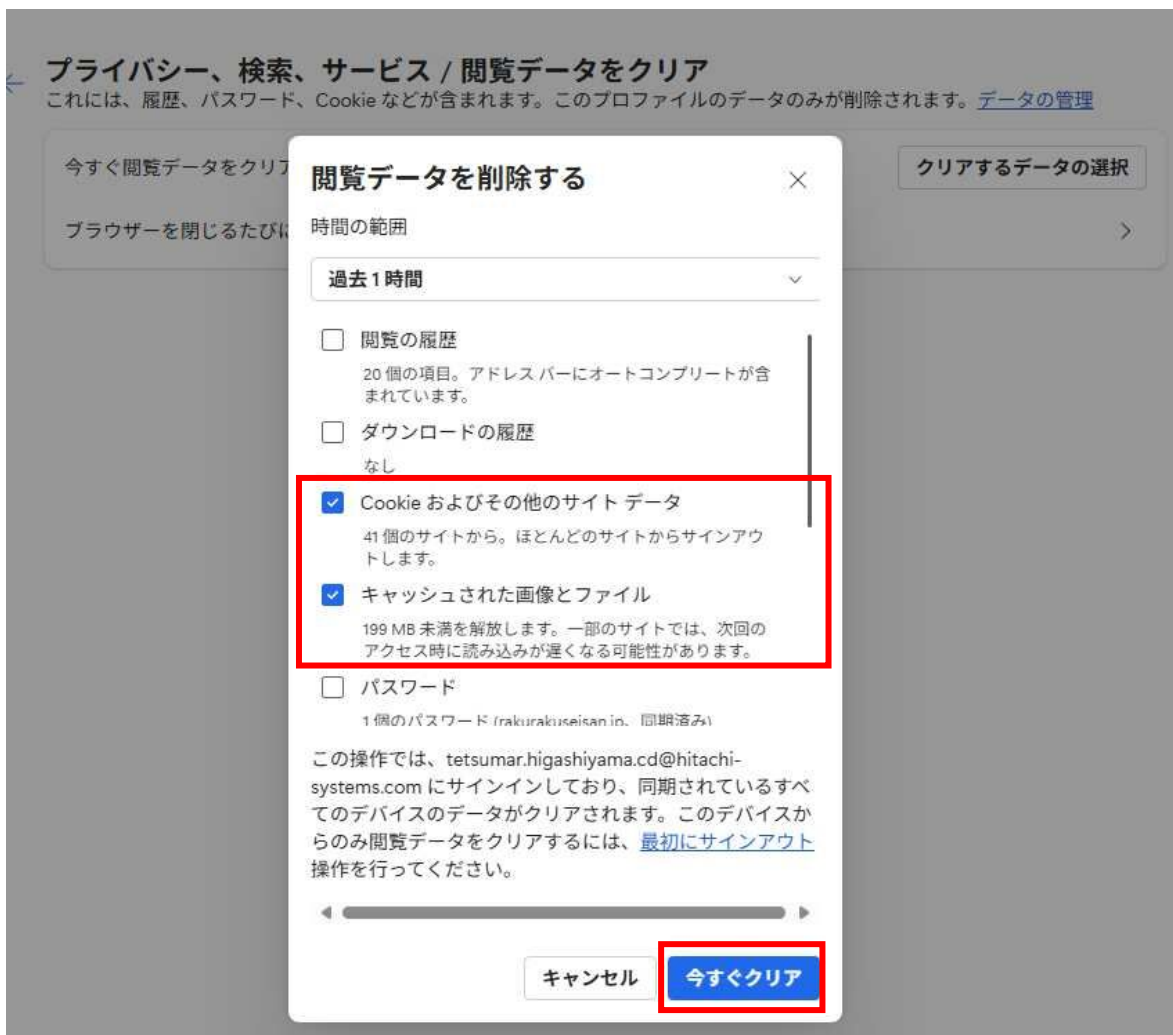 プライバシー、検索、サービス / 閲覧データをクリア
これには、履歴、パスワード、Cookie などが含まれます。このプロファイルのデータのみが削除されます。データの管理
今すぐ閲覧データをクリア
クリアするデータの選択
ブラウザーを閉じるたびに
閲覧データを削除する
時間の範囲
過去 1 時間
閲覧の履歴
20 個の項目。アドレス バーにオートコンプリートが含
まれています。
ダウンロードの履歴
なし
Cookie およびその他のサイト データ
41 個のサイトから。ほとんどのサイトからサインアウ
トします。
キャッシュされた画像とファイル
199 MB 未満を解放します。一部のサイトでは、次回の
アクセス時に読み込みが遅くなる可能性があります。
パスワード
1 個のパスワード (rakurakuseisan.jp、同期済み)
この操作では、tetsumar.higashiyama.cd@hitachi-
systems.com にサインインしており、同期されているすべ
てのデバイスのデータがクリアされます。このデバイスか
らのみ閲覧データをクリアするには、最初にサインアウト
操作を行ってください。
キャンセル
今すぐクリア